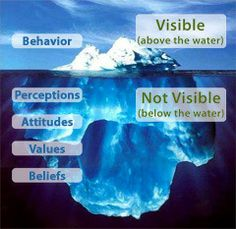 Visible
(above the water)
Behavior
Perceptions
Not Visible
(below the water)
Attitudes
Values
Beliefs